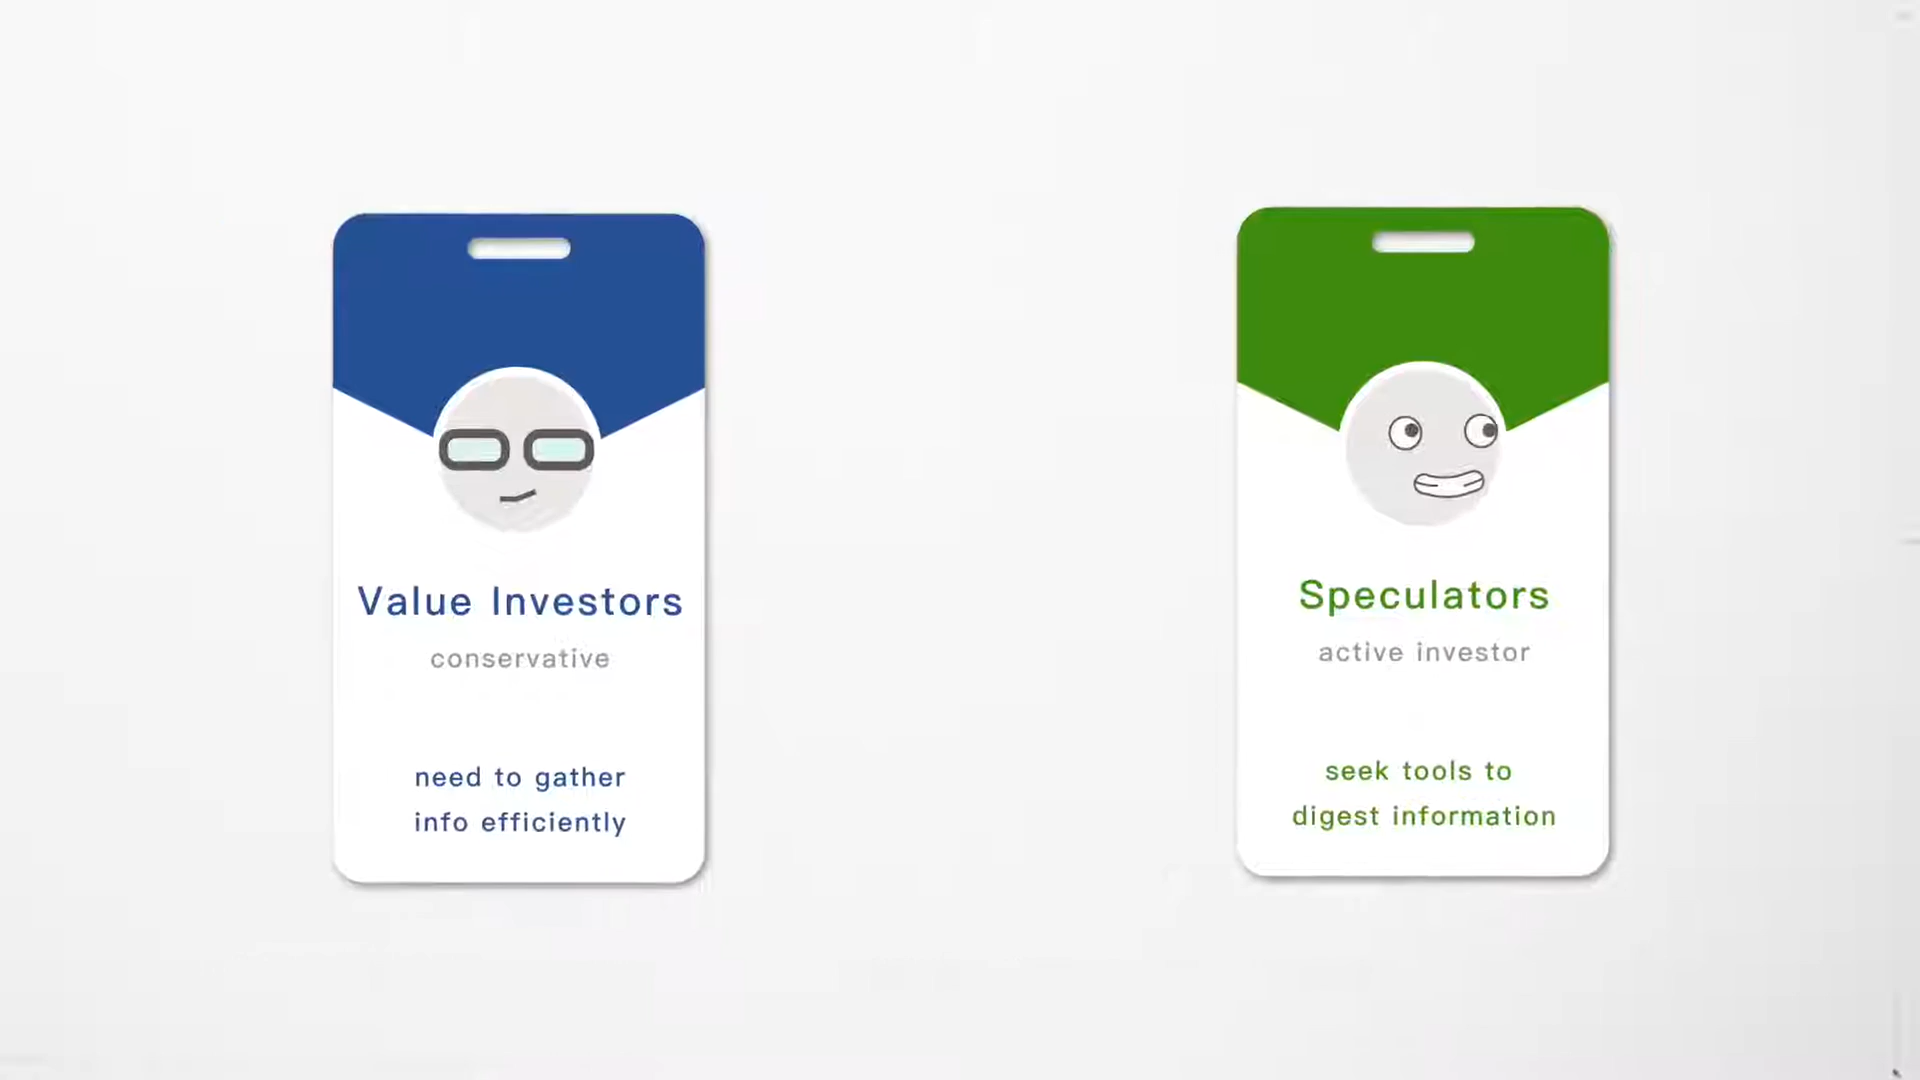 Value Investors
conservative
need to gather
info efficiently
Speculators
active investor
seek tools to
digest information